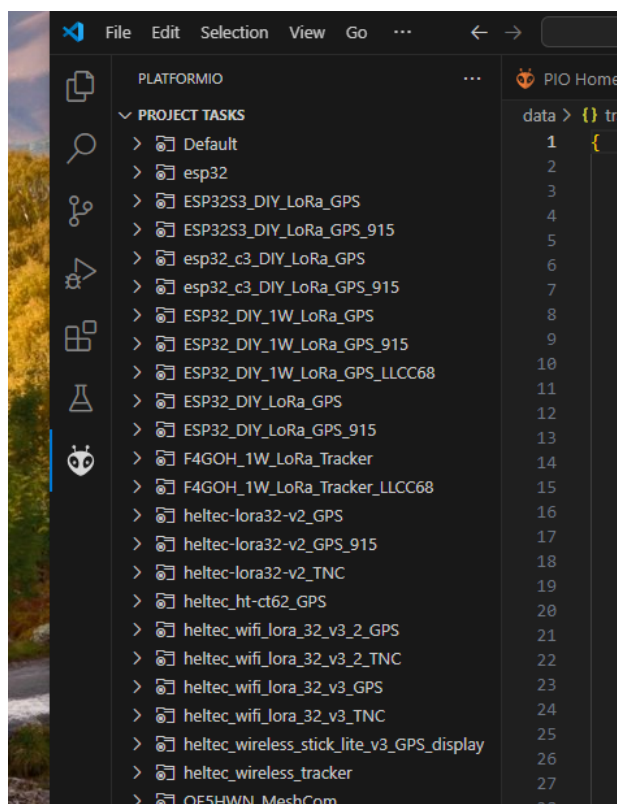 File Edit Selection View Go ...
PLATFORMIO ...
PIO Home
PROJECT TASKS
data > {} tr
Default
esp32
ESP32S3_DIY_LoRa_GPS
ESP32S3_DIY_LoRa_GPS_915
esp32_c3_DIY_LoRa_GPS
esp32_c3_DIY_LoRa_GPS_915
ESP32_DIY_1W_LoRa_GPS
ESP32_DIY_1W_LoRa_GPS_915
ESP32_DIY_1W_LoRa_GPS_LLCC68
ESP32_DIY_LoRa_GPS
ESP32_DIY_LoRa_GPS_915
F4GOH_1W_LoRa_Tracker
F4GOH_1W_LoRa_Tracker_LLCC68
heltec-lora32-v2_GPS
heltec-lora32-v2_GPS_915
heltec-lora32-v2_TNC
heltec_ht-ct62_GPS
heltec_wifi_lora_32_v3_2_GPS
heltec_wifi_lora_32_v3_2_TNC
heltec_wifi_lora_32_v3_GPS
heltec_wifi_lora_32_v3_TNC
heltec_wireless_stick_lite_v3_GPS_display
heltec_wireless_tracker
OE5HWN_MeshCom
1 {
2
3
4
5
6
7
8
9
10
11
12
13
14
15
16
17
18
19
20
21
22
23
24
25
26
27